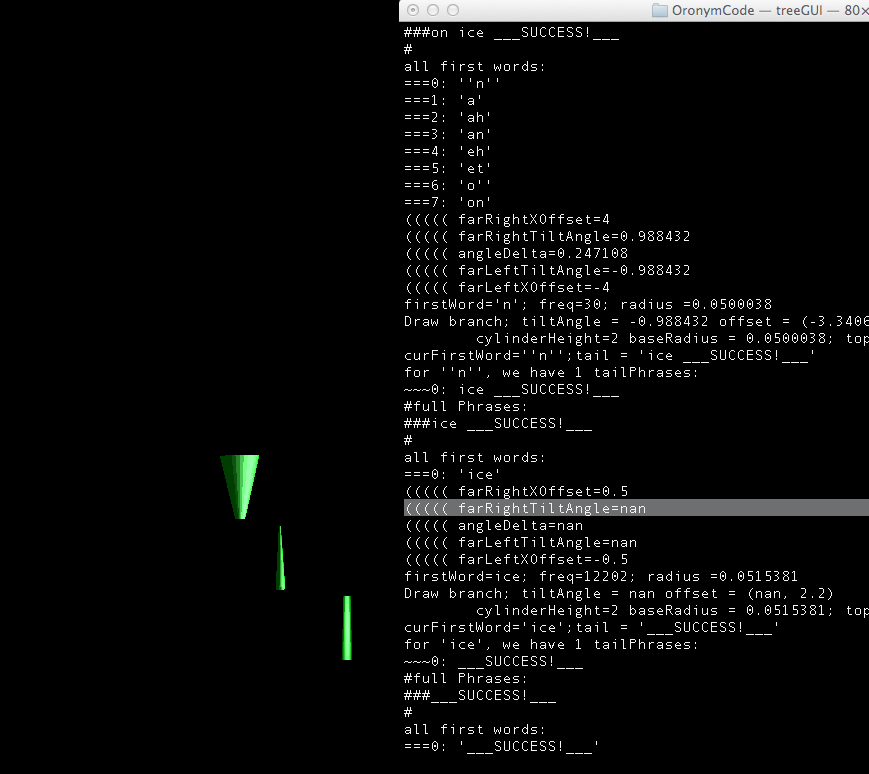 OronymCode — treeGUI — 80×
###on ice ___SUCCESS!___
#
all first words:
===0: ''n''
===1: 'a'
===2: 'ah'
===3: 'an'
===4: 'eh'
===5: 'et'
===6: 'o''
===7: 'on'
((((( farRightXOffset=4
((((( farRightTiltAngle=0.988432
((((( angleDelta=0.247108
((((( farLeftTiltAngle=-0.988432
((((( farLeftXOffset=-4
firstWord='n'; freq=30; radius =0.0500038
Draw branch; tiltAngle = -0.988432 offset = (-3.3406
cylinderHeight=2 baseRadius = 0.0500038; top
curFirstWord=''n'';tail = 'ice ___SUCCESS!___'
for ''n'', we have 1 tailPhrases:
~~~0: ice ___SUCCESS!___
#full Phrases:
###ice ___SUCCESS!___
#
all first words:
===0: 'ice'
((((( farRightXOffset=0.5
((((( farRightTiltAngle=nan
((((( angleDelta=nan
((((( farLeftTiltAngle=nan
((((( farLeftXOffset=-0.5
firstWord=ice; freq=12202; radius =0.0515381
Draw branch; tiltAngle = nan offset = (nan, 2.2)
cylinderHeight=2 baseRadius = 0.0515381; top
curFirstWord='ice';tail = '___SUCCESS!___'
for 'ice', we have 1 tailPhrases:
~~~0: ___SUCCESS!___
#full Phrases:
###___SUCCESS!___
#
all first words:
===0: '___SUCCESS!___'